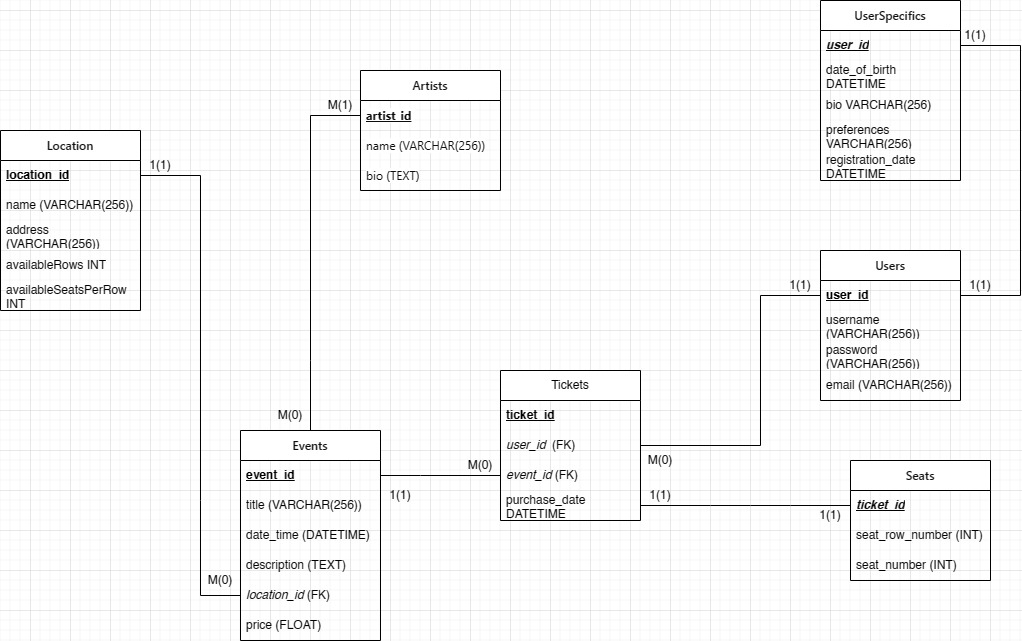 UserSpecifics
user_id
date_of_birth
DATETIME
bio VARCHAR(256)
preferences
VARCHAR(256)
registration_date
DATETIME
1(1)
Artists
artist_id
name (VARCHAR(256))
bio (TEXT)
M(1)
Location
location_id
name (VARCHAR(256))
address
(VARCHAR(256))
availableRows INT
availableSeatsPerRow
INT
1(1)
Users
user_id
username
(VARCHAR(256))
password
(VARCHAR(256))
email (VARCHAR(256))
1(1)
1(1)
Tickets
ticket_id
user_id (FK)
event_id (FK)
purchase_date
DATETIME
M(0)
M(0)
1(1)
1(1)
M(0)
Events
event_id
title (VARCHAR(256))
date_time (DATETIME)
description (TEXT)
location_id (FK)
price (FLOAT)
1(1)
M(0)
Seats
ticket_id
seat_row_number (INT)
seat_number (INT)